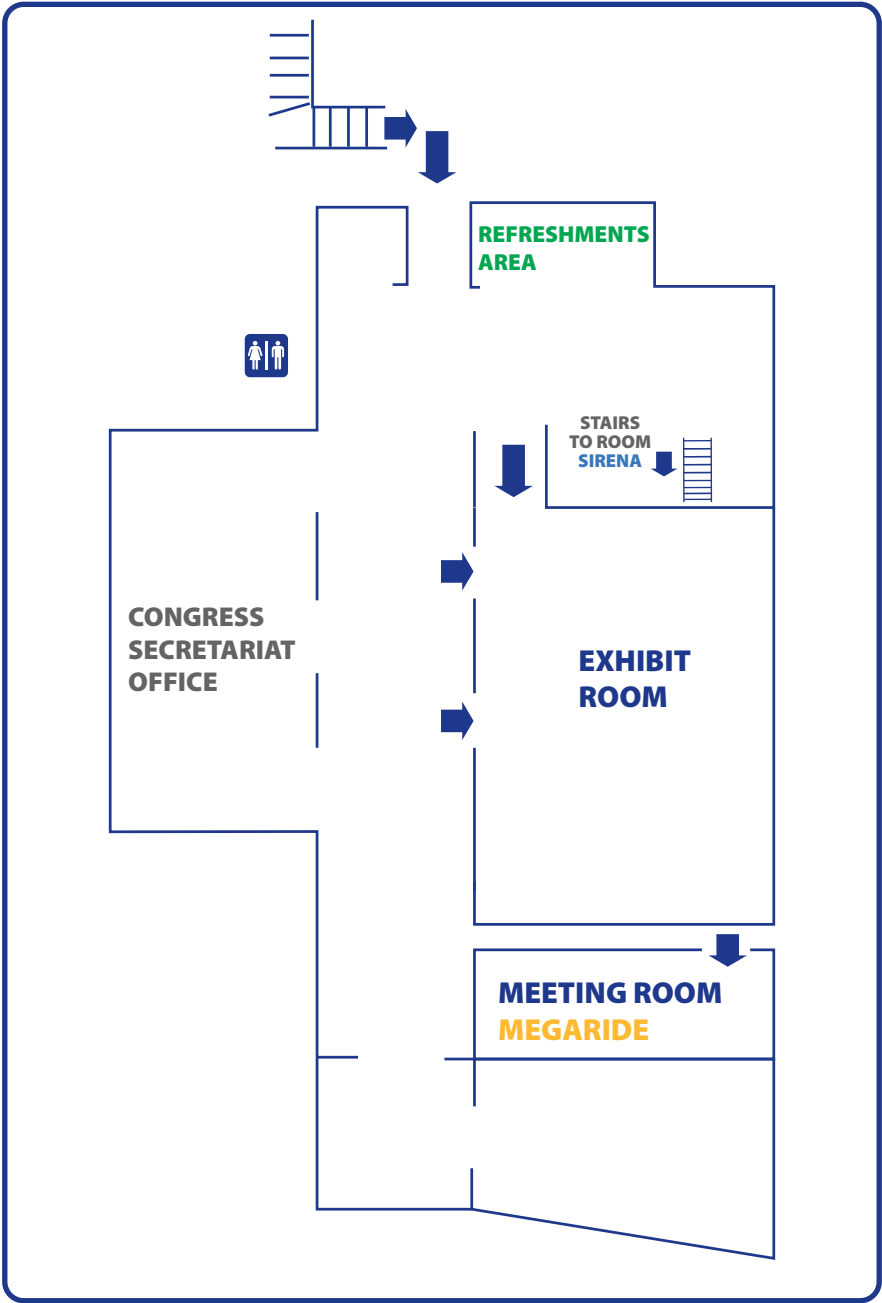 REFRESHMENTS
AREA
STAIRS
TO ROOM
SIRENA
CONGRESS
SECRETARIAT
OFFICE
EXHIBIT
ROOM
MEETING ROOM
MEGARIDE